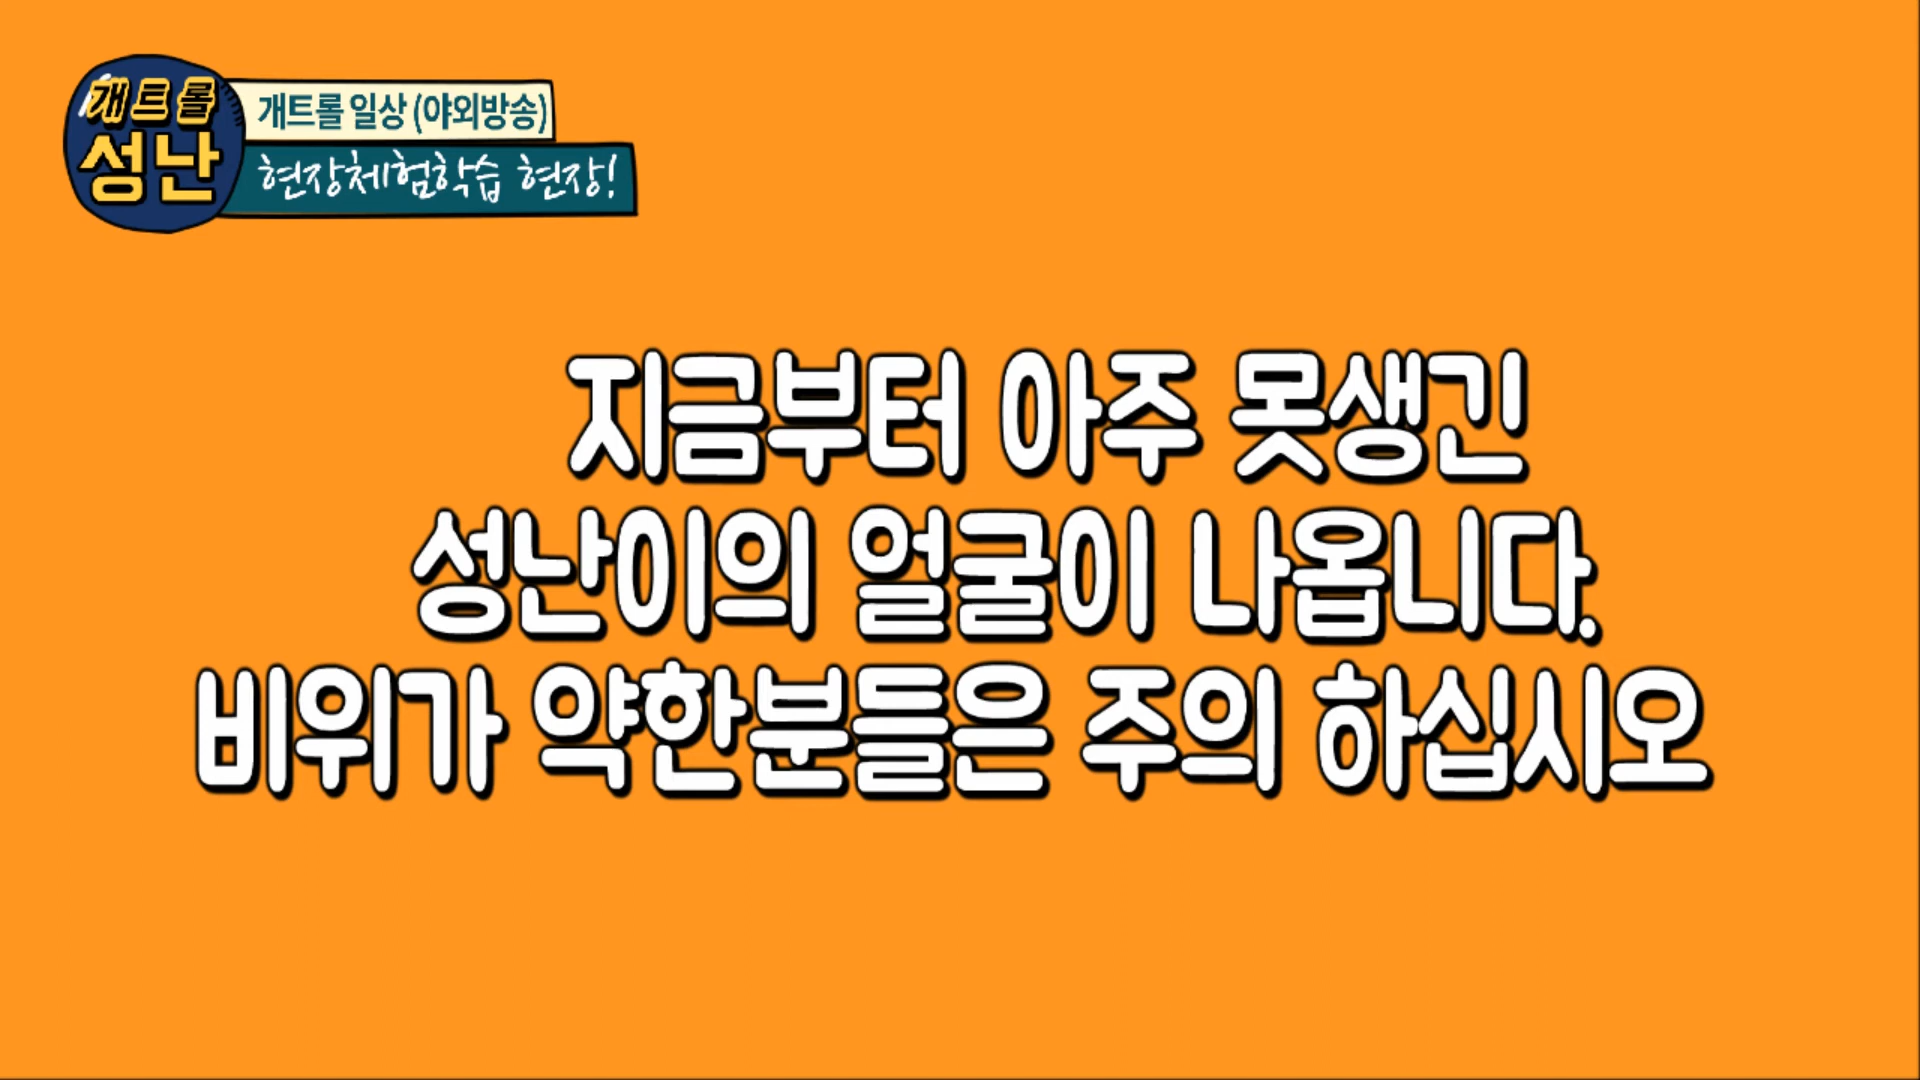 개트롤
성난
개트롤 일상 (야외방송)
현장체험학습 현장!
지금부터 아주 못생긴
성난이의 얼굴이 나옵니다.
비위가 약한분들은 주의 하십시오